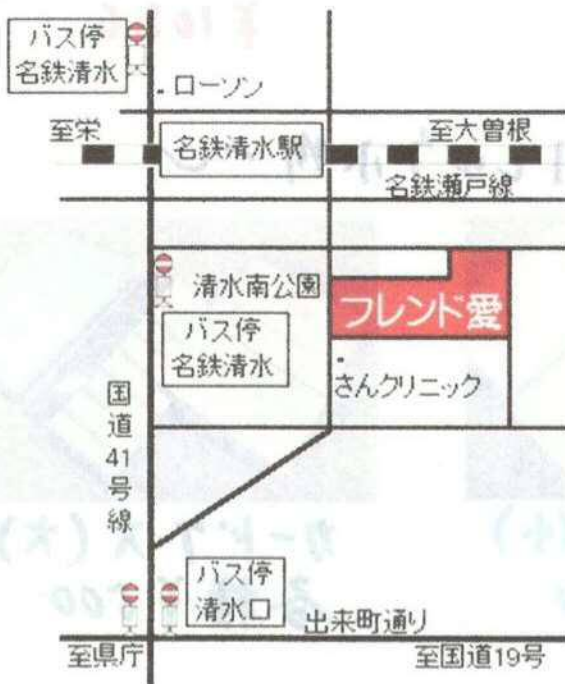 バス停
名鉄清水
ローソン
至栄
名鉄清水駅
至大曽根
名鉄瀬戸線
清水南公園
フレンド愛
バス停
名鉄清水
さんクリニック
国道41号線
バス停
清水口
出来町通り
至県庁
至国道19号